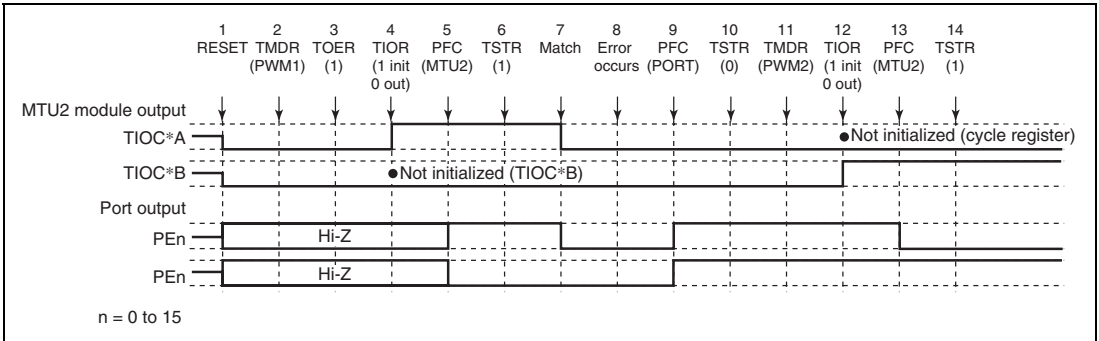 1 2 3 4 5 6 7 8 9 10 11 12 13 14
RESET TMDR TOER TIOR PFC TSTR Match Error PFC TSTR TMDR TIOR PFC TSTR
(PWM1) (1) (1 init (MTU2) (1) occurs (PORT) (0) (PWM2) (1 init (MTU2) (1)
0 out) 0 out)
MTU2 module output
TIOC*A ●Not initialized (cycle register)
TIOC*B ●Not initialized (TIOC*B)
Port output
PEn Hi-Z
PEn Hi-Z
n = 0 to 15